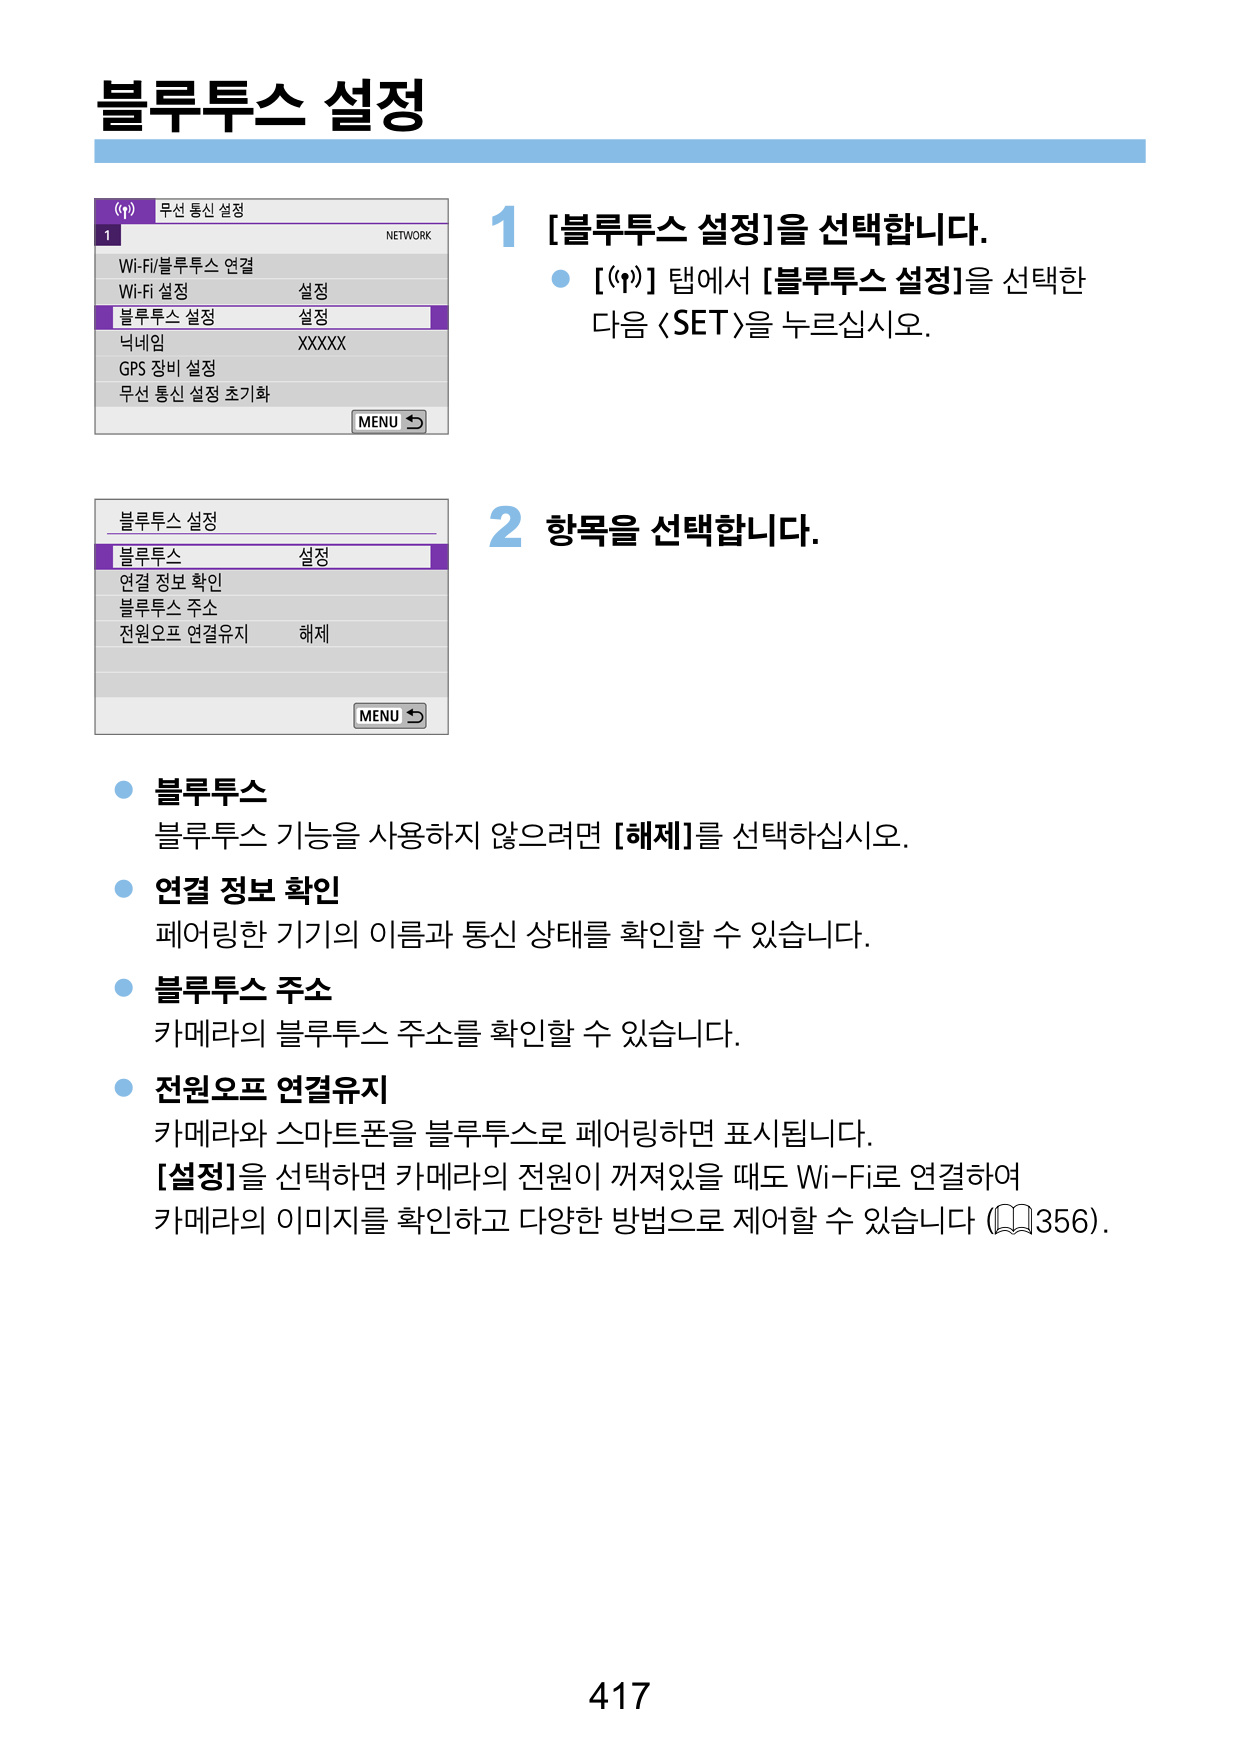 블루투스 설정
무선 통신 설정
1
NETWORK
Wi-Fi/블루투스 연결
Wi-Fi 설정 설정
블루투스 설정 설정
닉네임 XXXXX
GPS 장비 설정
무선 통신 설정 초기화
MENU
1 [블루투스 설정]을 선택합니다.
● [ ] 탭에서 [블루투스 설정]을 선택한
다음 <SET>을 누르십시오.
블루투스 설정
블루투스 설정
연결 정보 확인
블루투스 주소
전원오프 연결유지 해제
MENU
2 항목을 선택합니다.
● 블루투스
블루투스 기능을 사용하지 않으려면 [해제]를 선택하십시오.
● 연결 정보 확인
페어링한 기기의 이름과 통신 상태를 확인할 수 있습니다.
● 블루투스 주소
카메라의 블루투스 주소를 확인할 수 있습니다.
● 전원오프 연결유지
카메라와 스마트폰을 블루투스로 페어링하면 표시됩니다.
[설정]을 선택하면 카메라의 전원이 꺼져있을 때도 Wi-Fi로 연결하여
카메라의 이미지를 확인하고 다양한 방법으로 제어할 수 있습니다 (356).
417